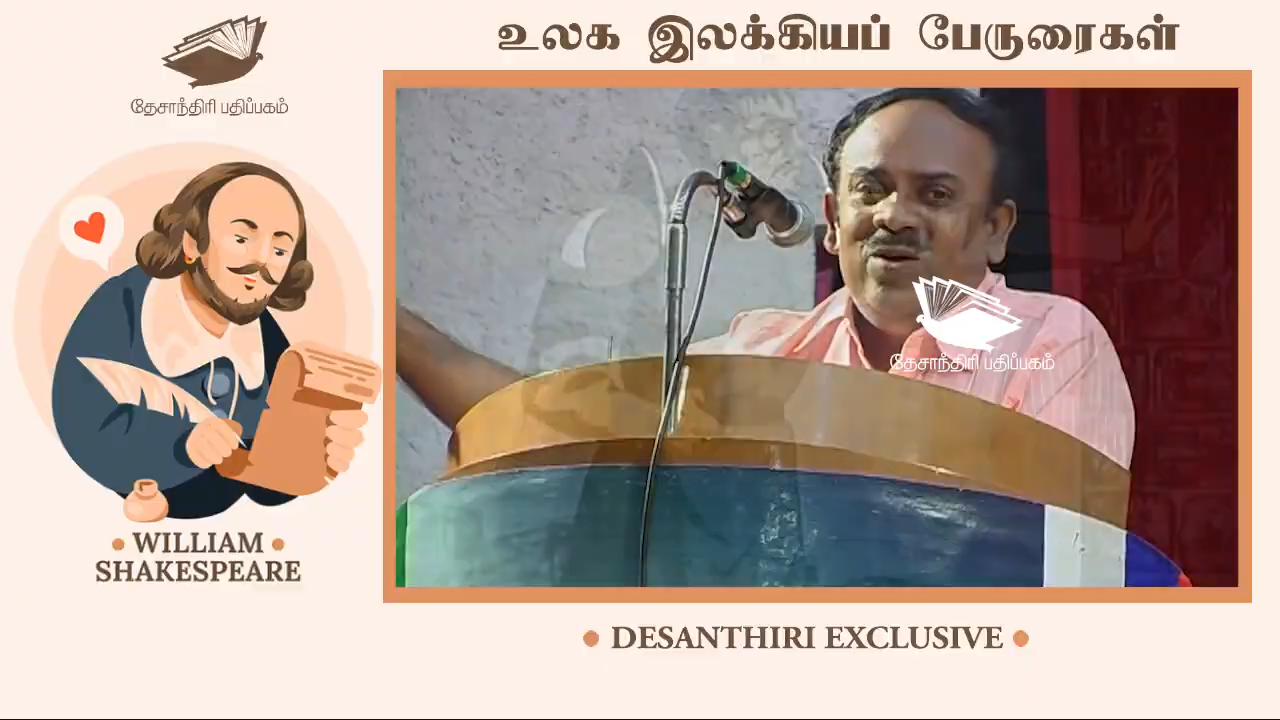 உலக இலக்கியப் பேருரைகள்
தேசாந்திரி பதிப்பகம்
தேசாந்திரி பதிப்பகம்
WILLIAM
SHAKESPEARE
DESANTHIRI EXCLUSIVE